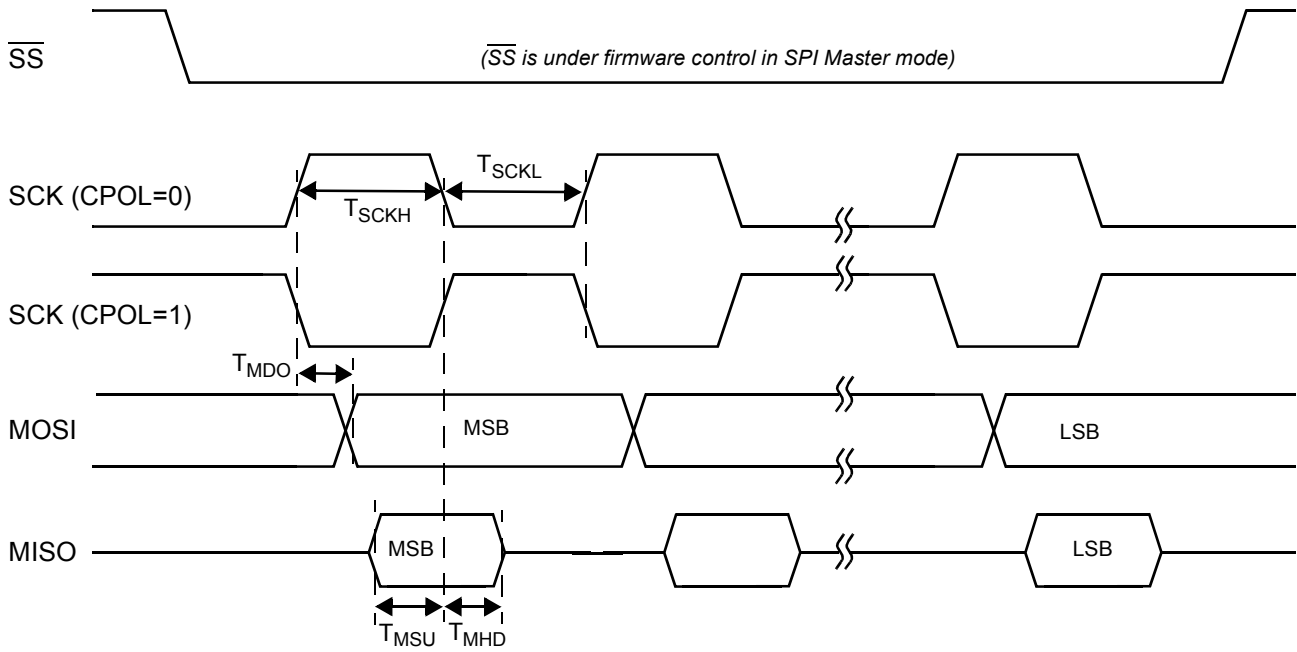 SS
(SS is under firmware control in SPI Master mode)
TSCKL
SCK (CPOL=0)
TSCKH
SCK (CPOL=1)
TMDO
MOSI
MSB
LSB
MISO
MSB
LSB
TMSU
TMHD